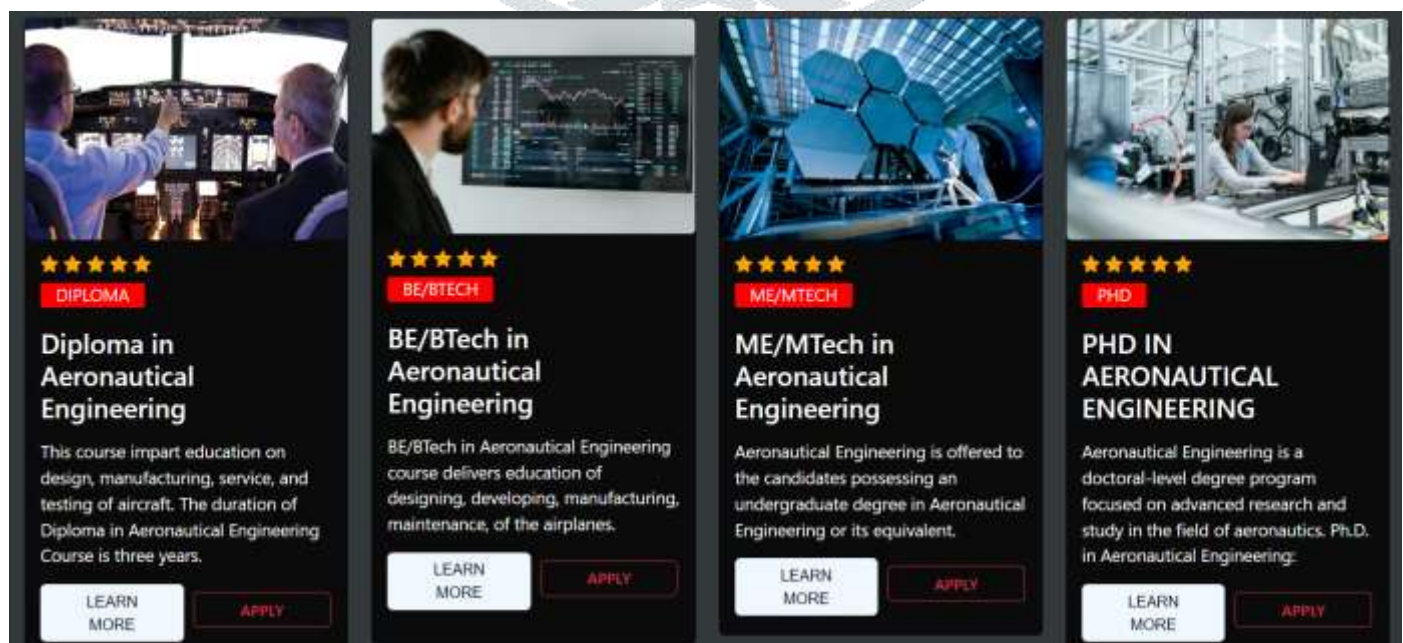 DIPLOMA
Diploma in
Aeronautical
Engineering
This course impart education on
design, manufacturing, service, and
testing of aircraft. The duration of
Diploma in Aeronautical Engineering
Course is three years.
LEARN
MORE
APPLY
BE/BTECH
BE/BTech in
Aeronautical
Engineering
BE/BTech in Aeronautical Engineering
course delivers education of
designing, developing, manufacturing,
maintenance, of the airplanes.
LEARN
MORE
APPLY
ME/MTECH
ME/MTech in
Aeronautical
Engineering
Aeronautical Engineering is offered to
the candidates possessing an
undergraduate degree in Aeronautical
Engineering or its equivalent.
LEARN
MORE
APPLY
PHD
PHD IN
AERONAUTICAL
ENGINEERING
Aeronautical Engineering is a
doctoral-level degree program
focused on advanced research and
study in the field of aeronautics. Ph.D.
in Aeronautical Engineering:
LEARN
MORE
APPLY